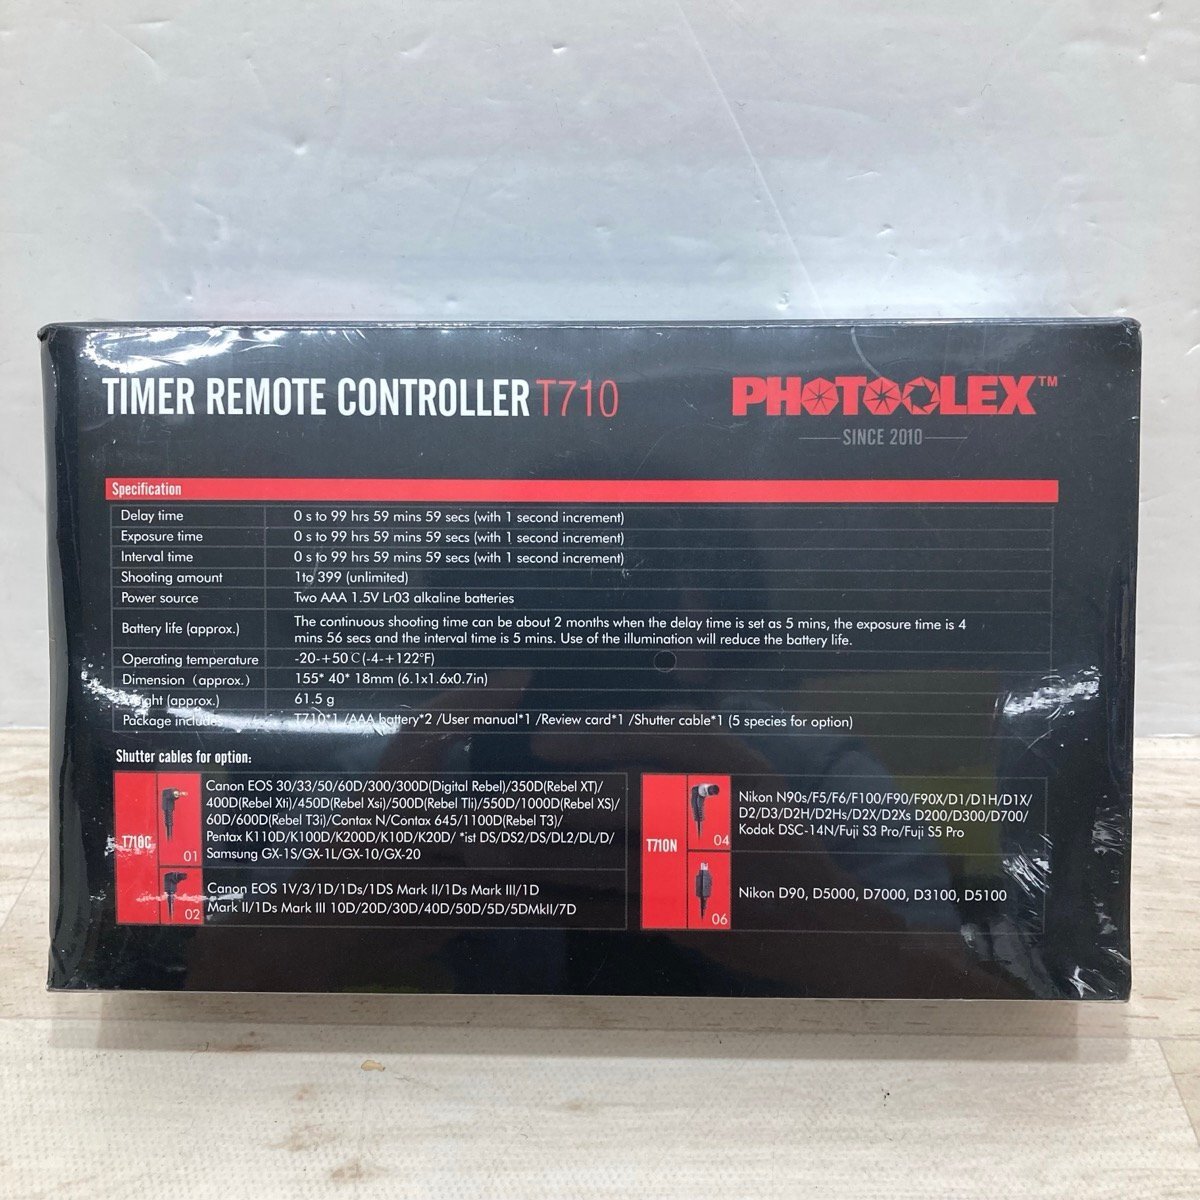 TIMER REMOTE CONTROLLER T710
PHOTOOLEX™
SINCE 2010
Specification
Delay time 0 s to 99 hrs 59 mins 59 secs (with 1 second increment)
Exposure time 0 s to 99 hrs 59 mins 59 secs (with 1 second increment)
Interval time 0 s to 99 hrs 59 mins 59 secs (with 1 second increment)
Shooting amount 1to 399 (unlimited)
Power source Two AAA 1.5V Lr03 alkaline batteries
Battery life (approx.) The continuous shooting time can be about 2 months when the delay time is set as 5 mins, the exposure time is 4
mins 56 secs and the interval time is 5 mins. Use of the illumination will reduce the battery life.
Operating temperature -20-+50℃(-4-+122°F)
Dimension (approx.) 155* 40* 18mm (6.1x1.6x0.7in)
(approx.) 61.5 g
Package T710*1 /AAA battery*2 /User manual*1 /Review card*1 /Shutter cable*1 (5 species for option)
Shutter cables for option:
T710C
01
Canon EOS 30/33/50/60D/300/300D(Digital Rebel)/350D(Rebel XT)/
400D(Rebel Xti)/450D(Rebel Xsi)/500D(Rebel Tli)/550D/1000D(Rebel XS)/
60D/600D(Rebel T3i)/Contax N/Contax 645/1100D(Rebel T3)/
Pentax K110D/K100D/K200D/K10D/K20D/ *ist DS/DS2/DS/DL2/DL/D/
Samsung GX-1S/GX-1L/GX-10/GX-20
02
Canon EOS 1V/3/1D/1Ds/1DS Mark II/1Ds Mark III/1D
Mark II/1Ds Mark III 10D/20D/30D/40D/50D/5D/5DMkII/7D
T710N
04
Nikon N90s/F5/F6/F100/F90/F90X/D1/D1H/D1X/
D2/D3/D2H/D2Hs/D2X/D2Xs D200/D300/D700/
Kodak DSC-14N/Fuji S3 Pro/Fuji S5 Pro
06
Nikon D90, D5000, D7000, D3100, D5100